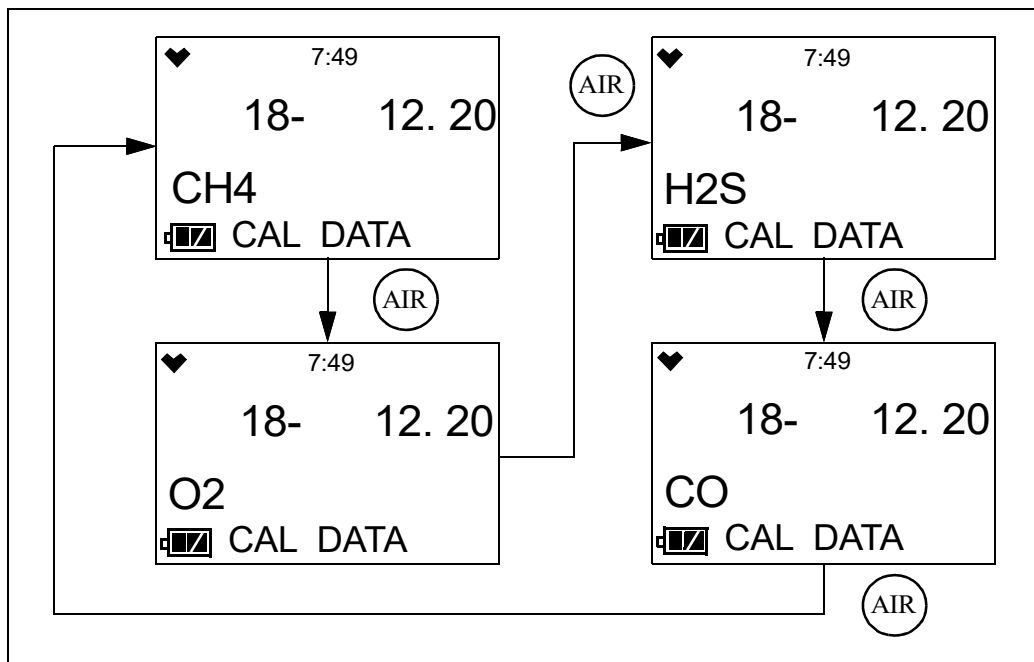 7:49
18- 12. 20
CH4
CAL DATA
AIR
7:49
18- 12. 20
O2
CAL DATA
AIR
7:49
18- 12. 20
H2S
CAL DATA
AIR
7:49
18- 12. 20
CO
CAL DATA
AIR